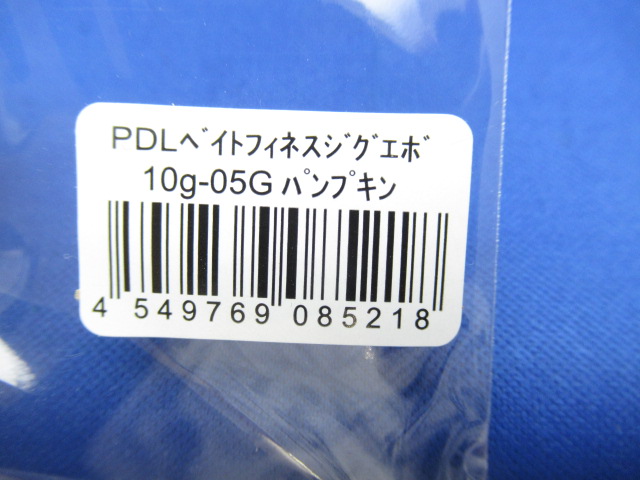 PDLﾍﾞｲﾄﾌｨﾈｽｼﾞｸﾞｴﾎﾞ
10g-05G ﾊﾟﾝﾌﾟｷﾝ
4 549769 085218